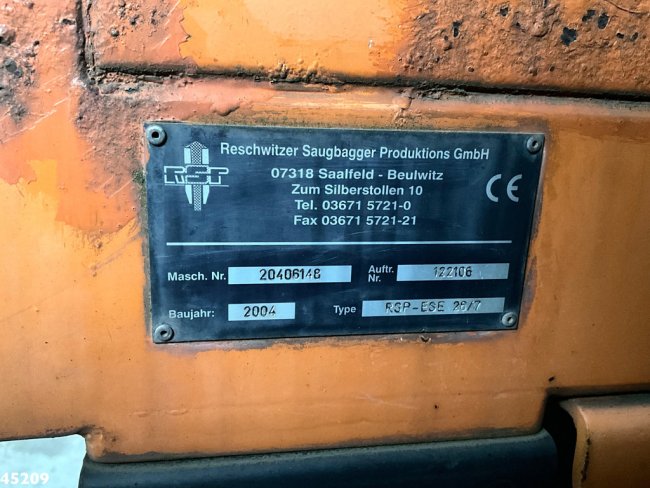 Reschwitzer Saugbagger Produktions GmbH
RSP
07318 Saalfeld - Beulwitz
Zum Silberstollen 10
Tel. 03671 5721-0
Fax 03671 5721-21
CE
Masch. Nr. 20406148 Auftr. Nr. 122106
Baujahr: 2004 Type RSP-ESE 26/7
45209